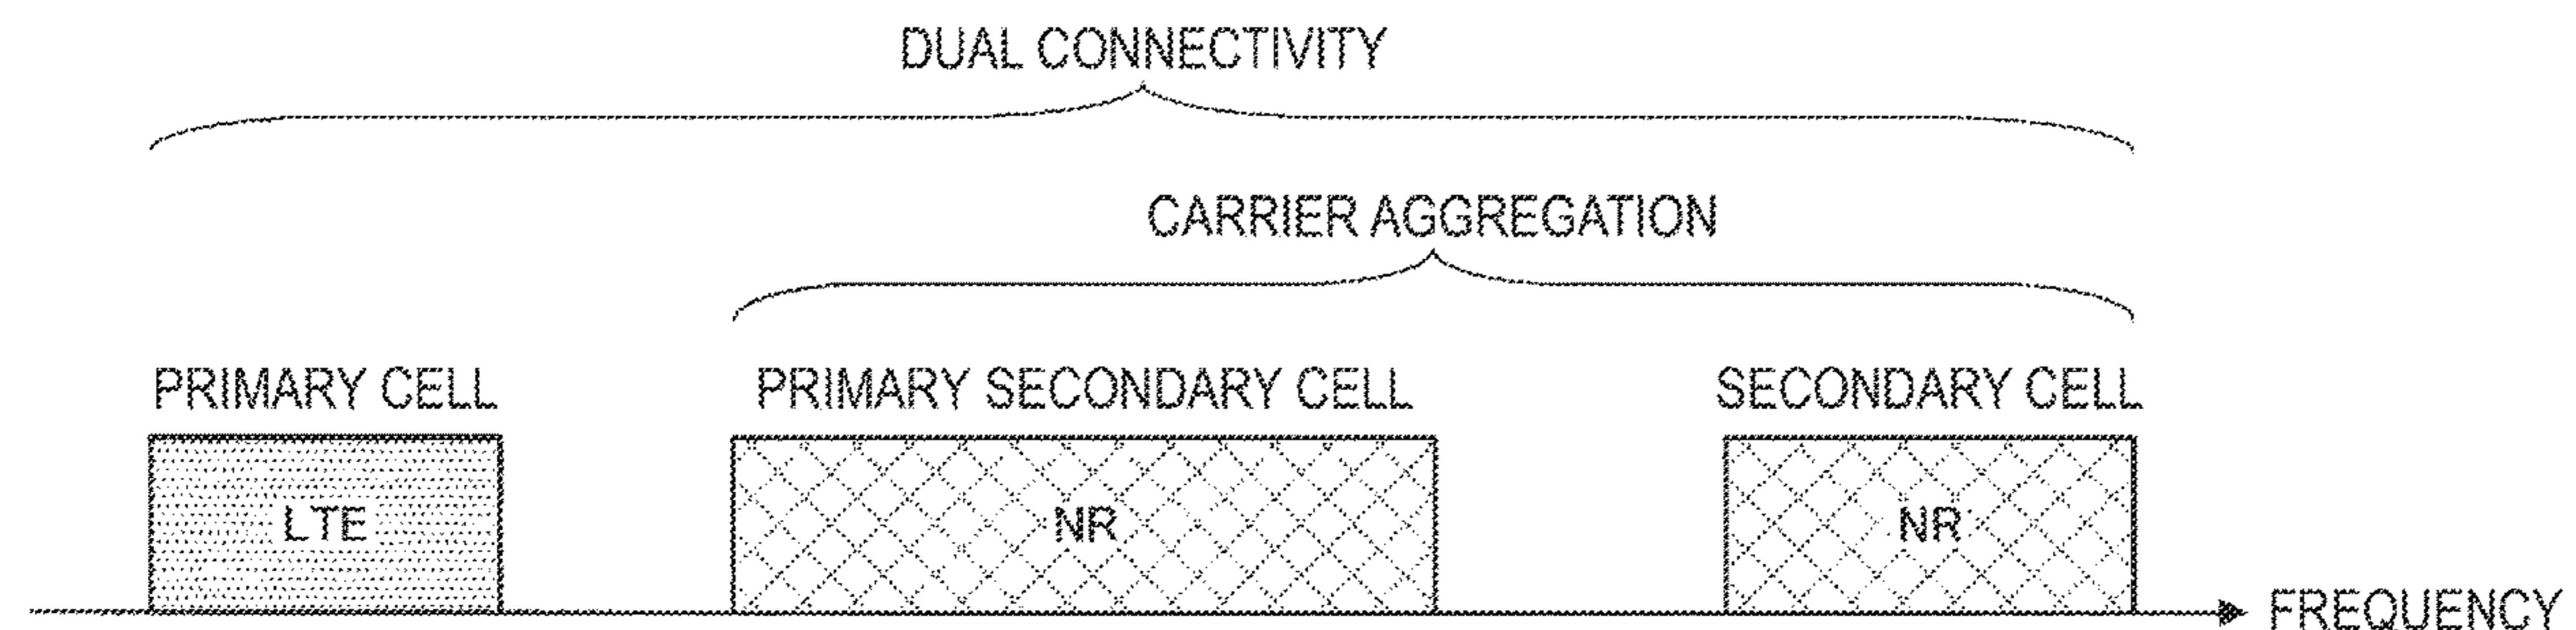 DUAL CONNECTIVITY
CARRIER AGGREGATION
PRIMARY CELL PRIMARY SECONDARY CELL SECONDARY CELL
LTE NR NR
FREQUENCY